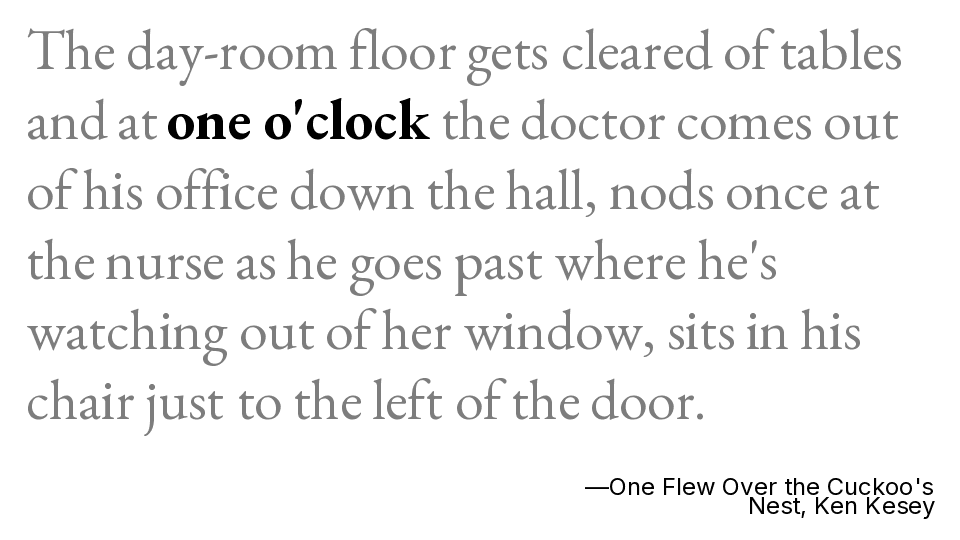 The day-room floor gets cleared of tables
and at one o'clock the doctor comes out
of his office down the hall, nods once at
the nurse as he goes past where he's
watching out of her window, sits in his
chair just to the left of the door.
—One Flew Over the Cuckoo's
Nest, Ken Kesey